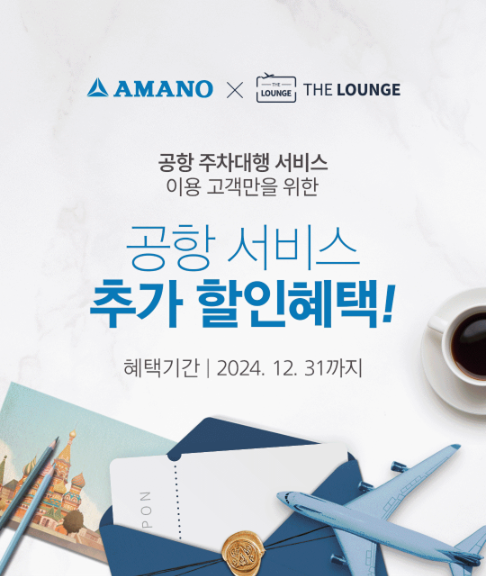 AMANO × THE LOUNGE THE LOUNGE
공항 주차대행 서비스
이용 고객만을 위한
공항 서비스
추가 할인혜택!
혜택기간 | 2024. 12. 31까지
PON